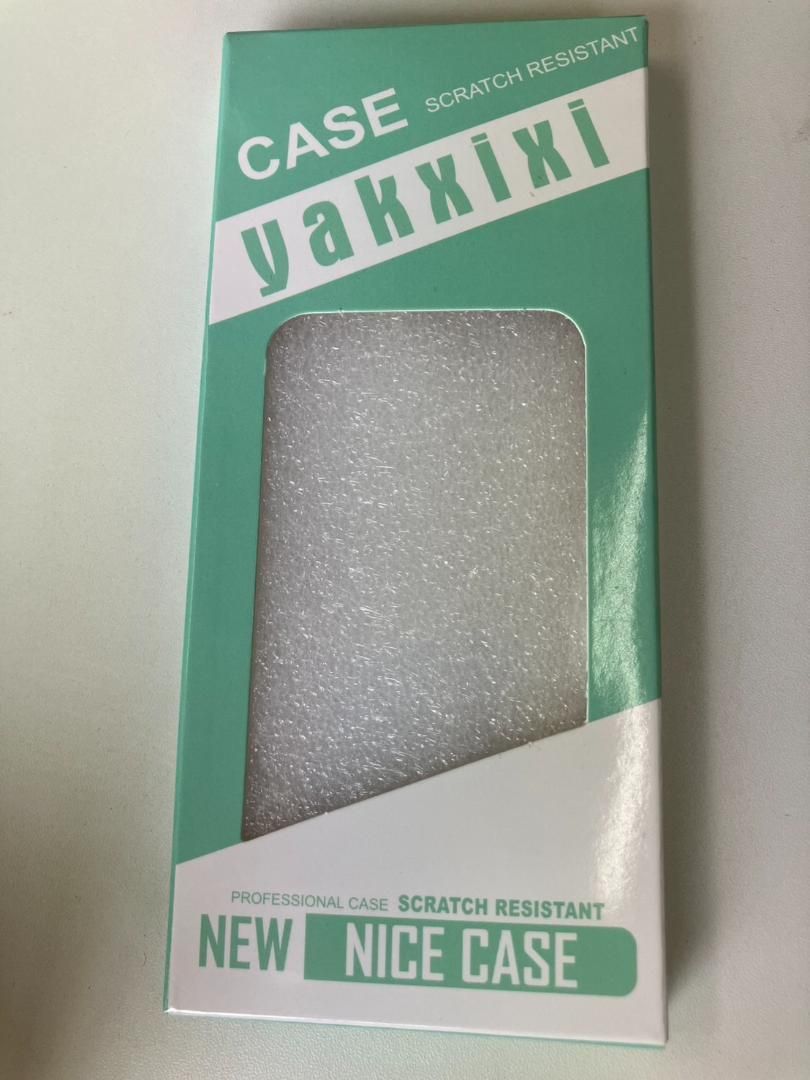 CASE SCRATCH RESISTANT
yakxixi
PROFESSIONAL CASE SCRATCH RESISTANT
NEW NICE CASE